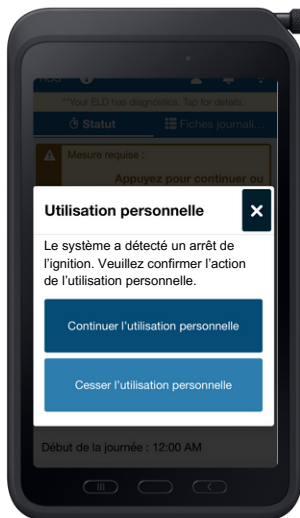 HOS
**Your ELD has diagnostics. Tap for details.
Statut
Fiches journali...
Mesure requise :
Appuyez pour continuer ou
Utilisation personnelle
Le système a détecté un arrêt de
l'ignition. Veuillez confirmer l'action
de l'utilisation personnelle.
Continuer l'utilisation personnelle
Cesser l'utilisation personnelle
Début de la journée : 12:00 AM